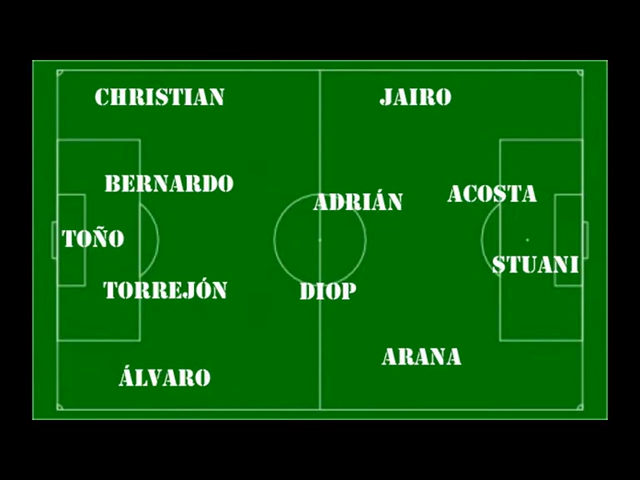 CHRISTIAN
JAIRO
BERNARDO
ADRIÁN
ACOSTA
TOÑO
STUANI
TORREJÓN
DIOP
ARANA
ÁLVARO